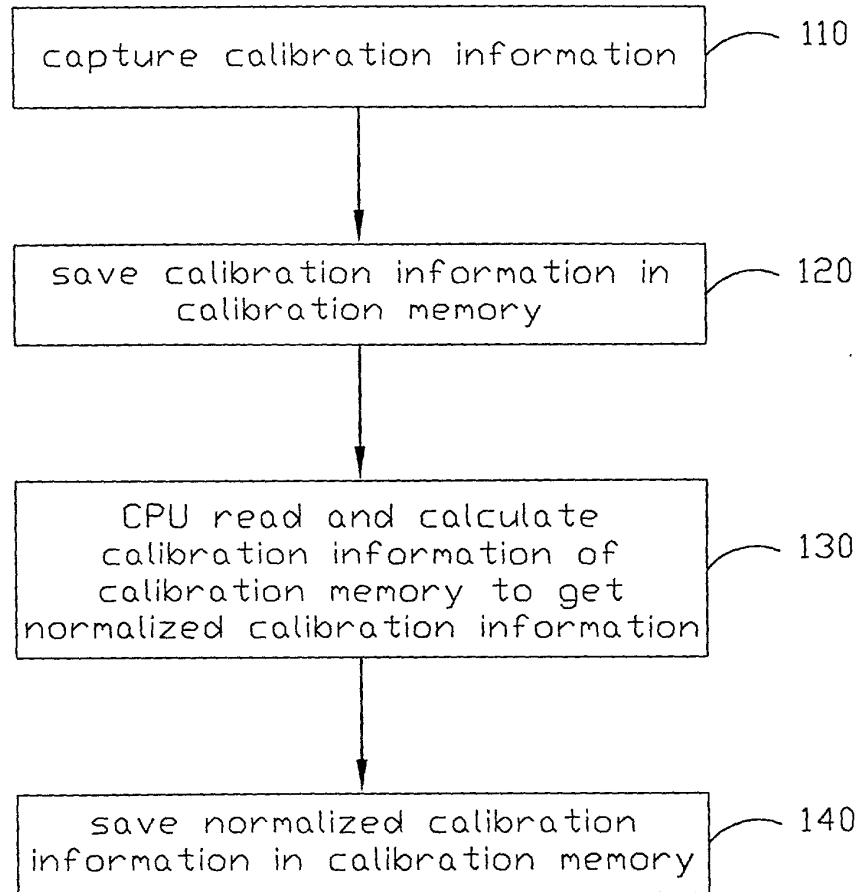 capture calibration information
110
save calibration information in
calibration memory
120
CPU read and calculate
calibration information of
calibration memory to get
normalized calibration information
130
save normalized calibration
information in calibration memory
140